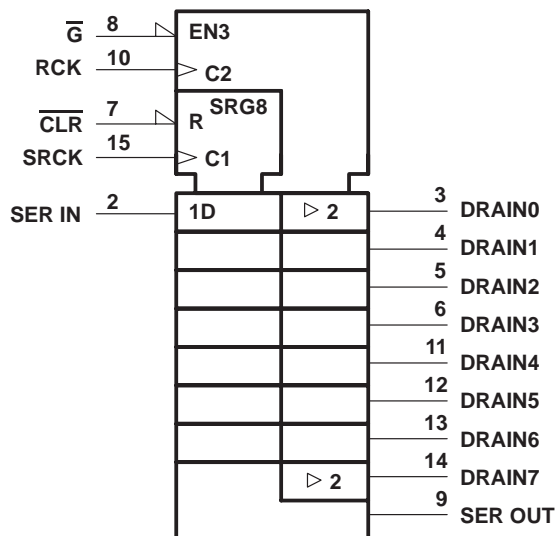 G 8 EN3
RCK 10 C2
SRG8
CLR 7 R
SRCK 15 C1
SER IN 2 1D 2 3 DRAIN0
4 DRAIN1
5 DRAIN2
6 DRAIN3
11 DRAIN4
12 DRAIN5
13 DRAIN6
2 14 DRAIN7
9 SER OUT